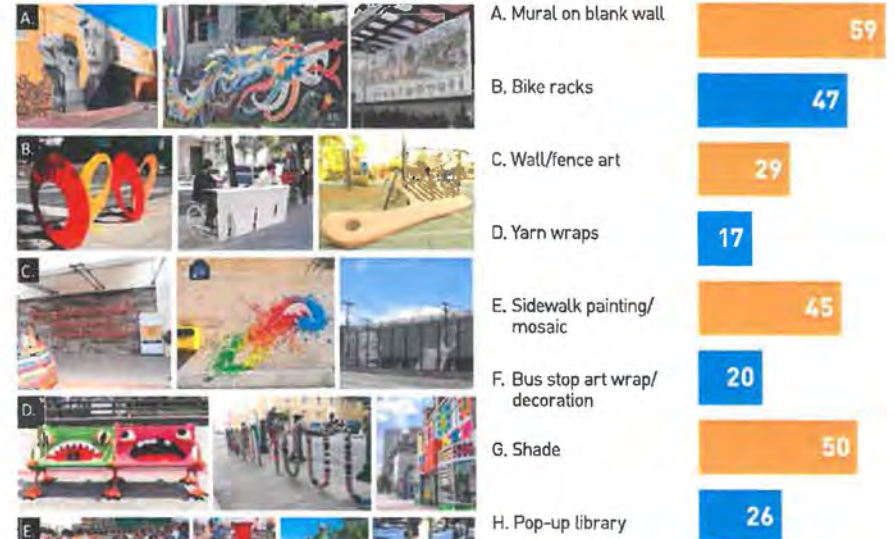 A.
B.
C.
D.
E.
A. Mural on blank wall
59
B. Bike racks
47
C. Wall/fence art
29
D. Yarn wraps
17
E. Sidewalk painting/
mosaic
45
F. Bus stop art wrap/
decoration
20
G. Shade
50
H. Pop-up library
26